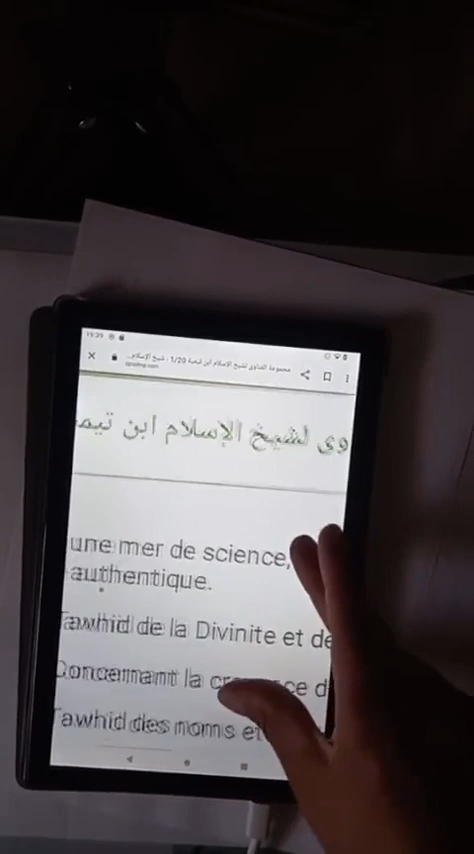 مجموعة الفتاوى لشيخ الإسلام ابن تيمية 1/20 : شيخ الإسلام...
وى لشيخ الإسلام ابن تيم
une mer de science,
authentique.
Tawhid de la Divinite et de
Concernant la ce d
Tawhid des noms et